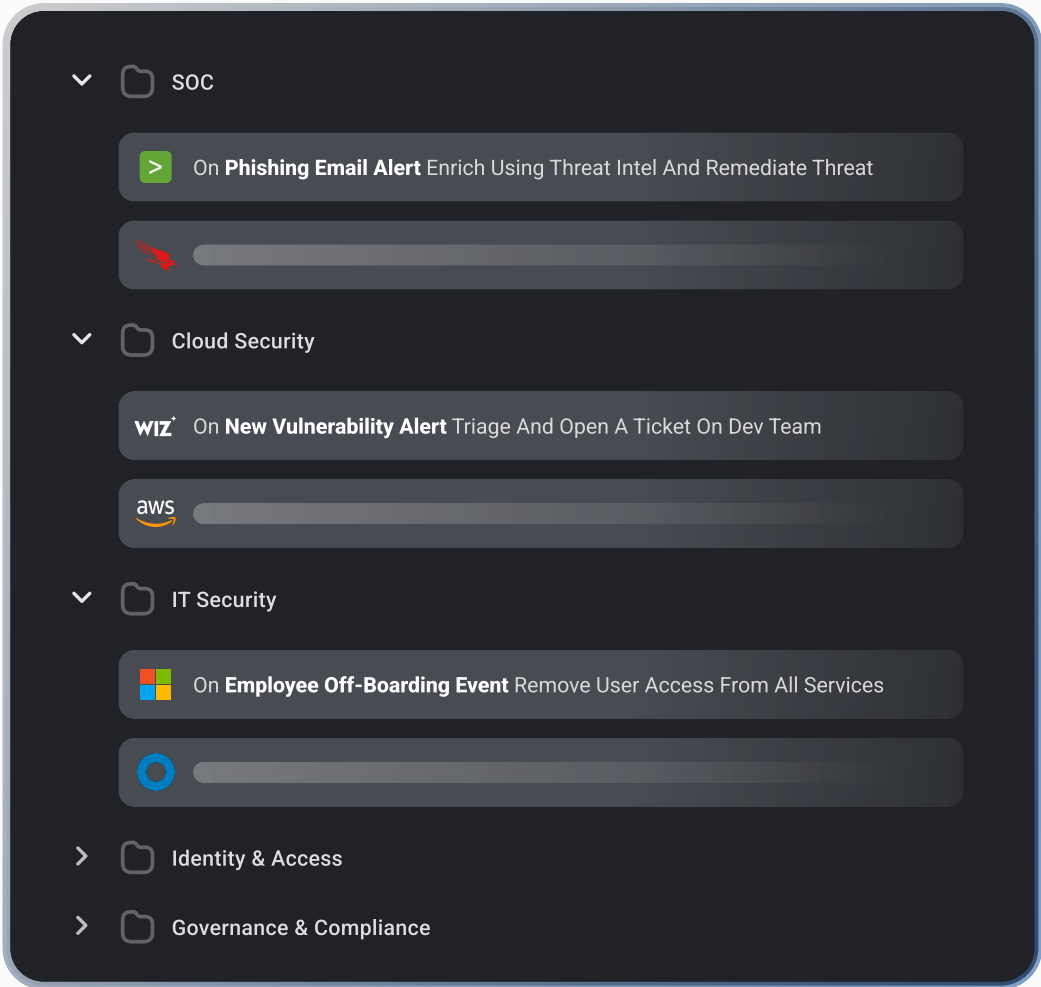 SOC
> On Phishing Email Alert Enrich Using Threat Intel And Remediate Threat
Cloud Security
WIZ On New Vulnerability Alert Triage And Open A Ticket On Dev Team
aws
IT Security
On Employee Off-Boarding Event Remove User Access From All Services
Identity & Access
Governance & Compliance